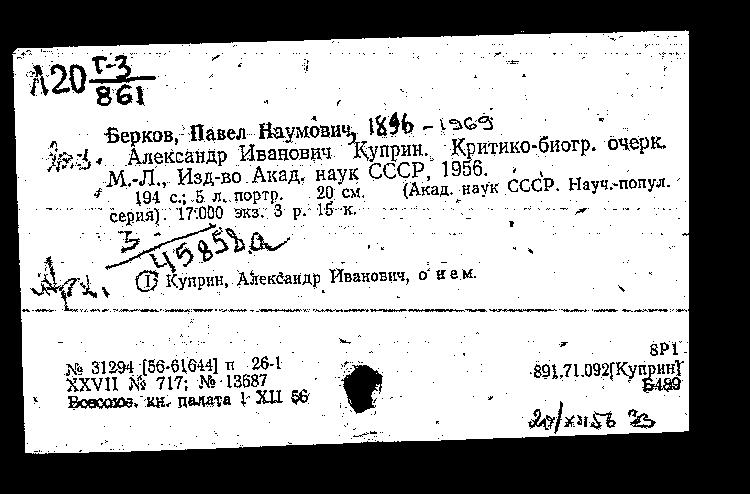 Л20 Г-3
861
Берков, Павел Наумович, 1896 - 1969
Александр Иванович Куприн. Критико-биогр. очерк.
М.-Л., Изд-во Акад. наук СССР, 1956.
194 с.; 5 л. портр. 20 см. (Акад. наук СССР. Науч.-попул.
серия). 17.000 экз. 3 р. 15 к.
3
45858а
1 Куприн, Александр Иванович, о нем.
8Р1
№ 31294 [56-61644] п 26-1
891.71.092[Куприн]
XXVII № 717; № 13687
Б489
Всесоюз. кн. палата 1 XII 56